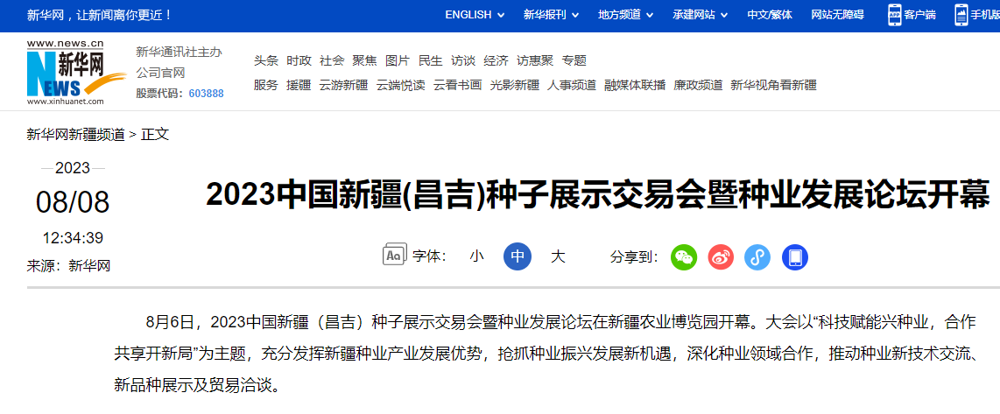 新华网，让新闻离你更近！ ENGLISH 新华报刊 地方频道 承建网站 中文/繁体 网站无障碍 客户端 手机版
www.news.cn
新华网
NEWS
www.xinhuanet.com
新华通讯社主办
公司官网
股票代码：603888
头条 时政 社会 聚焦 图片 民生 访谈 经济 访惠聚 专题
服务 援疆 云游新疆 云端悦读 云看书画 光影新疆 人事频道 融媒体联播 廉政频道 新华视角看新疆
新华网新疆频道 > 正文
2023
08/08
12:34:39
来源：新华网
2023中国新疆(昌吉)种子展示交易会暨种业发展论坛开幕
Aa 字体： 小 中 大 分享到：
8月6日，2023中国新疆（昌吉）种子展示交易会暨种业发展论坛在新疆农业博览园开幕。大会以“科技赋能兴种业，合作
共享开新局”为主题，充分发挥新疆种业产业发展优势，抢抓种业振兴发展新机遇，深化种业领域合作，推动种业新技术交流、
新品种展示及贸易洽谈。